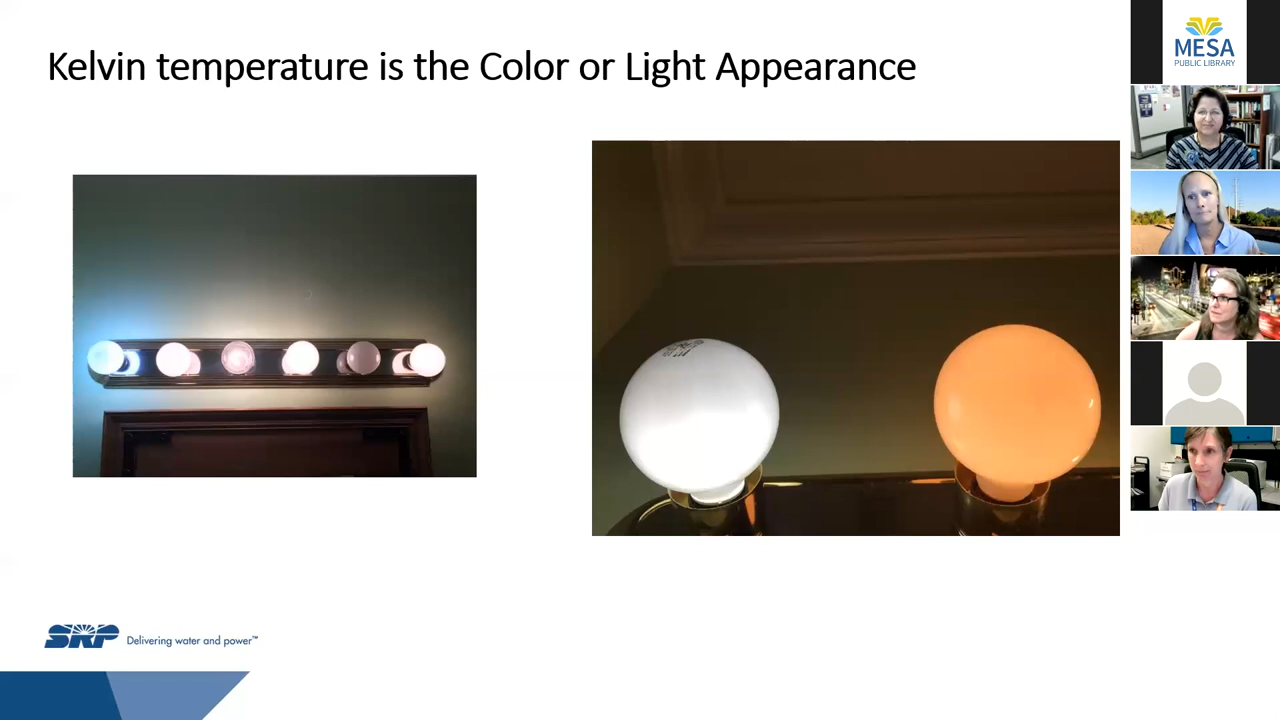 Kelvin temperature is the Color or Light Appearance
MESA
PUBLIC LIBRARY
SRP Delivering water and power™